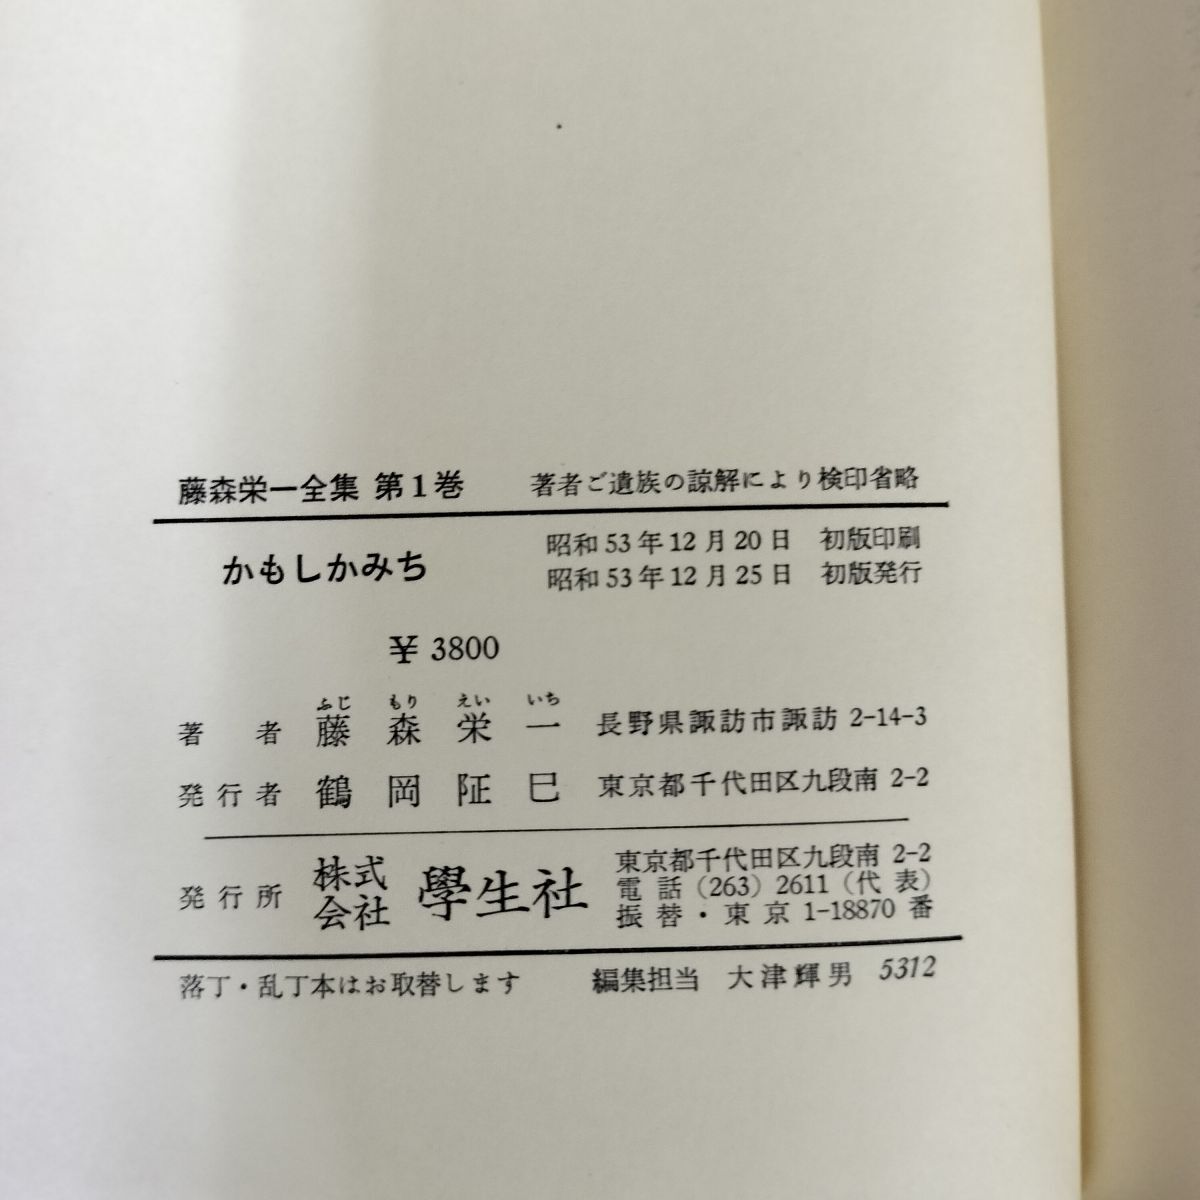 藤森栄一全集 第1巻 著者ご遺族の諒解により検印省略
かもしかみち
昭和53年12月20日 初版印刷
昭和53年12月25日 初版発行
¥ 3800
ふじ もり えい いち
著者 藤森栄一 長野県諏訪市諏訪 2-14-3
発行者 鶴岡阷巳 東京都千代田区九段南 2-2
発行所 株式会社 學生社
東京都千代田区九段南 2-2
電話 (263) 2611 (代表)
振替・東京 1-18870 番
落丁・乱丁本はお取替します 編集担当 大津輝男 5312